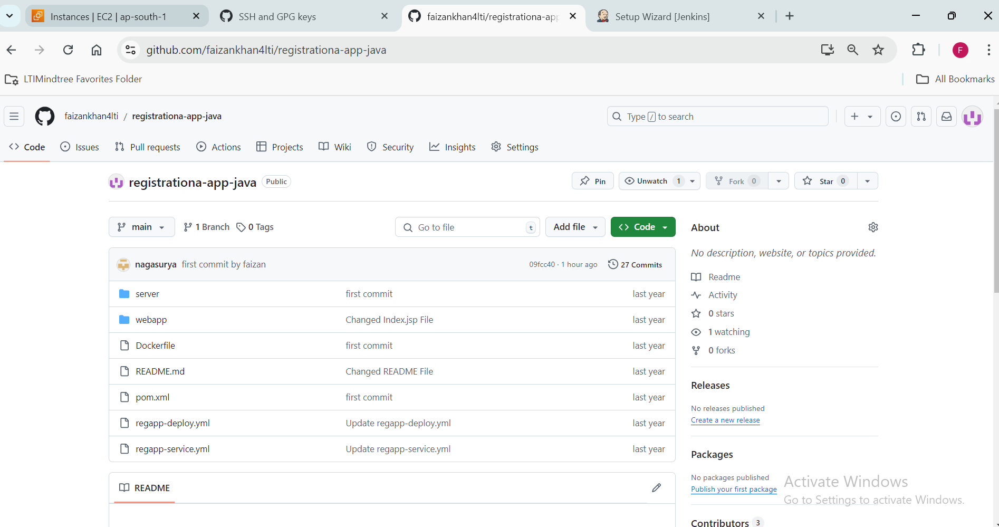 Instances | EC2 | ap-south-1
SSH and GPG keys
faizankhan4lti/registrationa-app
Setup Wizard [Jenkins]
github.com/faizankhan4lti/registrationa-app-java
F
LTIMindtree Favorites Folder
All Bookmarks
faizankhan4lti / registrationa-app-java
Type / to search
Code
Issues
Pull requests
Actions
Projects
Wiki
Security
Insights
Settings
registrationa-app-java Public
Pin
Unwatch 1
Fork 0
Star 0
main
1 Branch
0 Tags
Go to file t
Add file
Code
nagasurya first commit by faizan 09fcc40 · 1 hour ago 27 Commits
server first commit last year
webapp Changed Index.jsp File last year
Dockerfile first commit last year
README.md Changed README File last year
pom.xml first commit last year
regapp-deploy.yml Update regapp-deploy.yml last year
regapp-service.yml Update regapp-service.yml last year
README
About
No description, website, or topics provided.
Readme
Activity
0 stars
1 watching
0 forks
Releases
No releases published
Create a new release
Packages
No packages published
Publish your first package
Contributors 3
Activate Windows
Go to Settings to activate Windows.